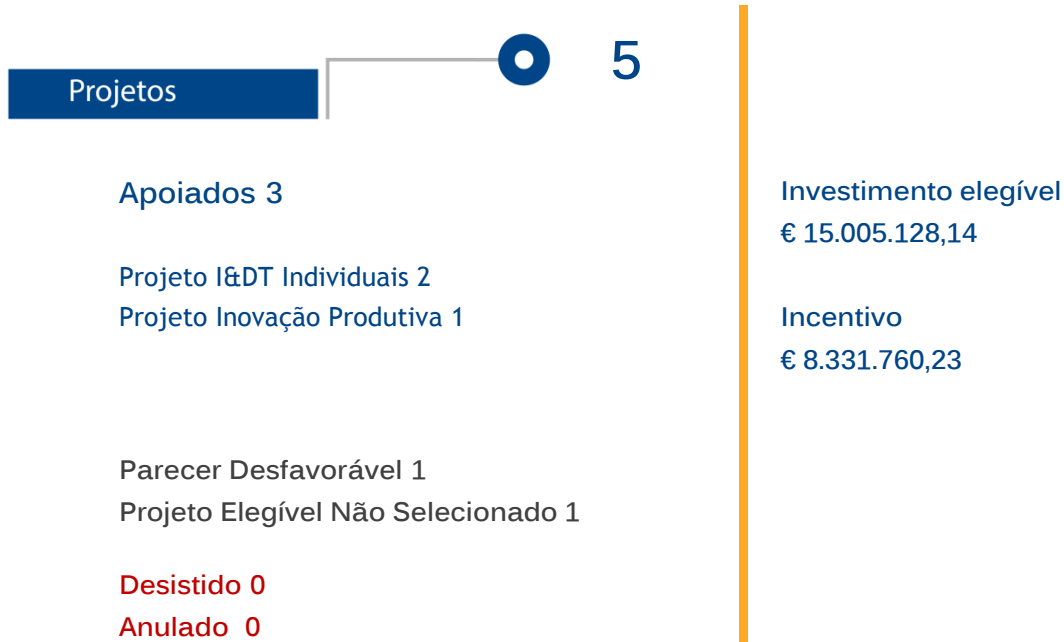 Projetos
5
Apoiados 3
Projeto I&DT Individuais 2
Projeto Inovação Produtiva 1
Parecer Desfavorável 1
Projeto Elegível Não Selecionado 1
Desistido 0
Anulado 0
Investimento elegível
€ 15.005.128,14
Incentivo
€ 8.331.760,23